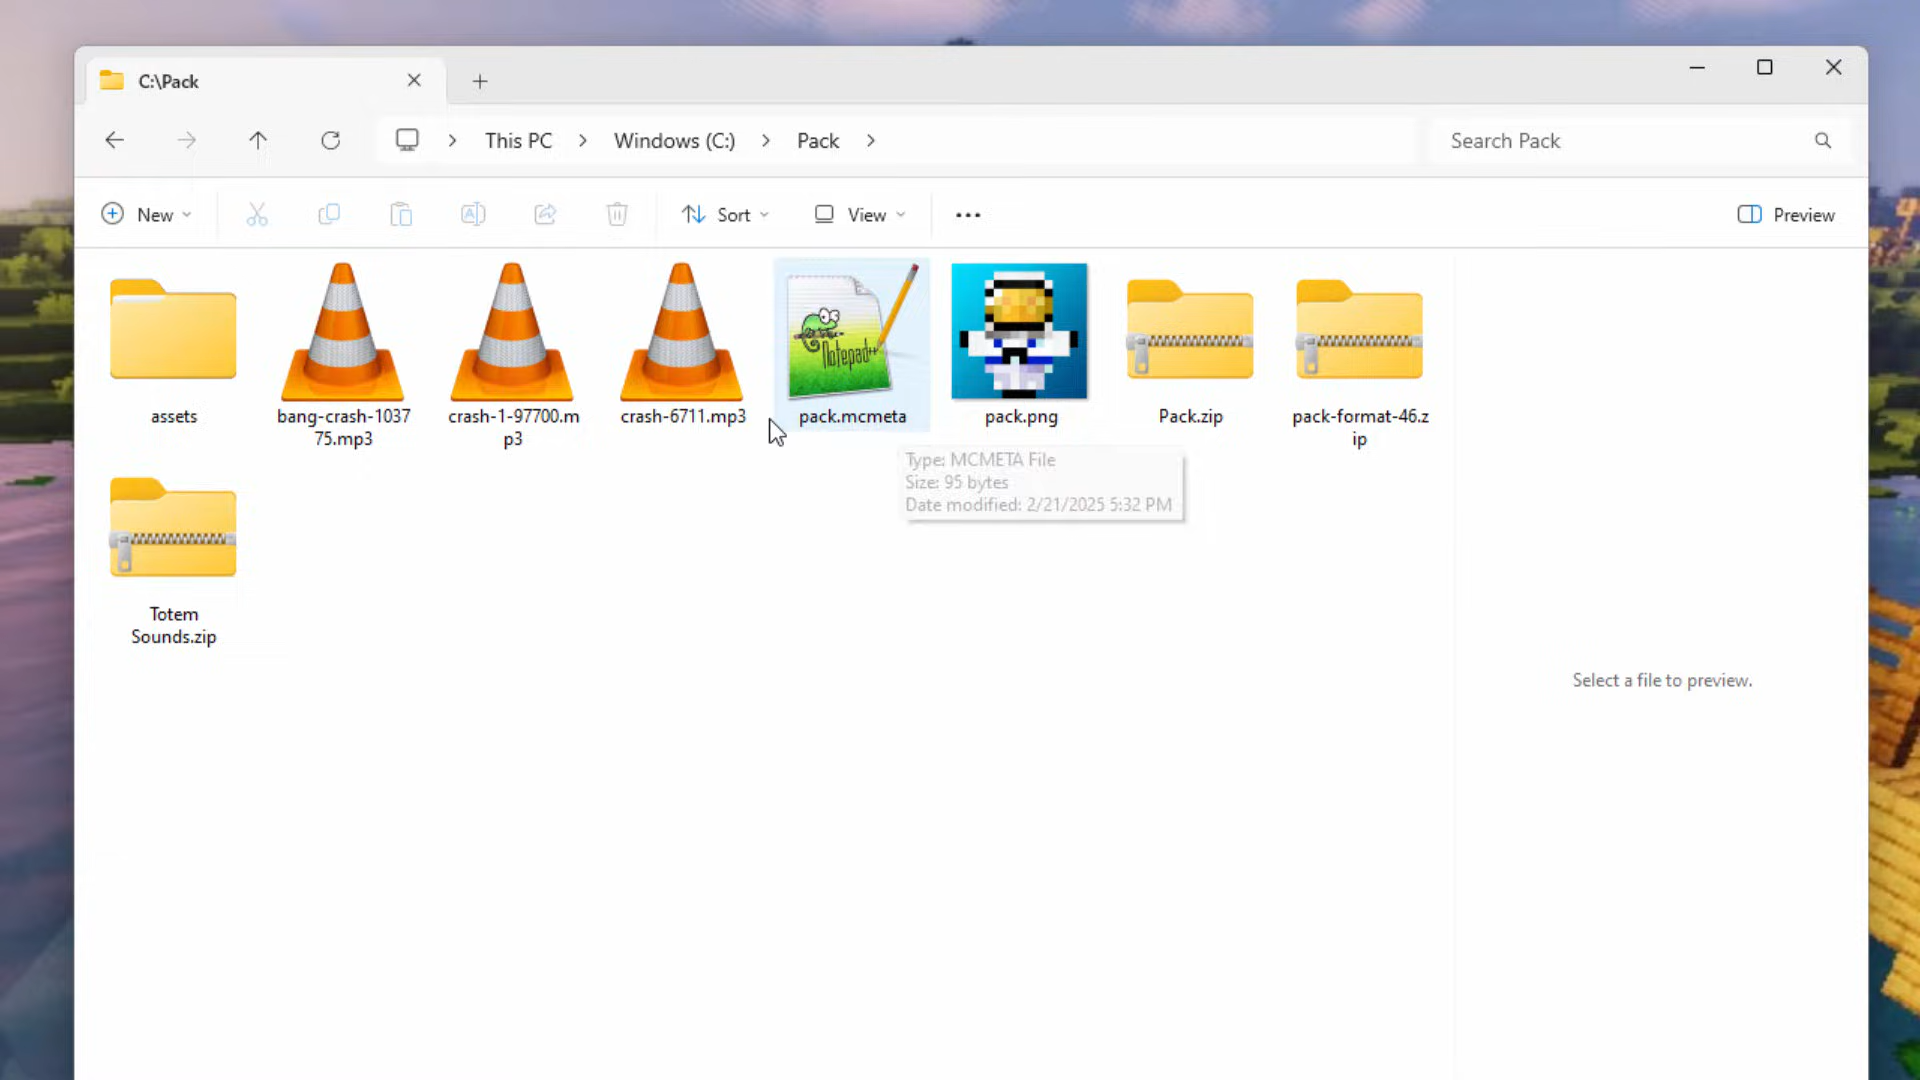 C:\Pack
This PC
Windows (C:)
Pack
Search Pack
New
Sort
View
Preview
Notepad++
assets
bang-crash-1037
75.mp3
crash-1-97700.m
p3
crash-6711.mp3
pack.mcmeta
pack.png
Pack.zip
pack-format-46.z
ip
Type: MCMETA File
Size: 95 bytes
Date modified: 2/21/2025 5:32 PM
Totem
Sounds.zip
Select a file to preview.